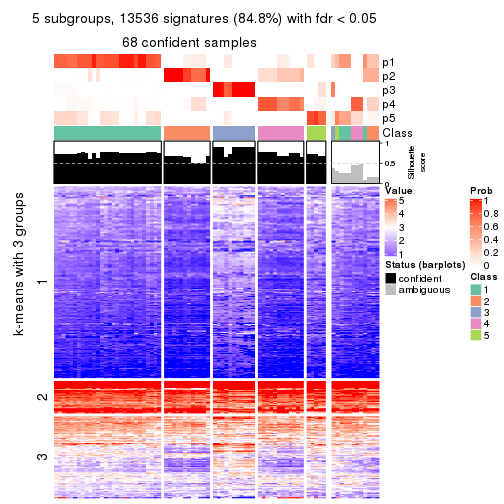 5 subgroups, 13536 signatures (84.8%) with fdr < 0.05
68 confident samples
p1
p2
p3
p4
p5
Class
1
0.5
0
Silhouette
score
k-means with 3 groups
1
2
3
Value
5
4
3
2
1
Status (barplots)
confident
ambiguous
Prob
1
0.8
0.6
0.4
0.2
0
Class
1
2
3
4
5